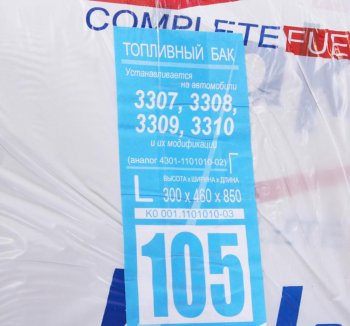 COMPLETE FUE
ТОПЛИВНЫЙ БАК
Устанавливается
на автомобили
3307, 3308,
3309, 3310
и их модификации
(аналог 4301-1101010-02) Г
ВЫСОТА х ШИРИНА х ДЛИНА
L 300 х 460 х 850
К0 001.1101010-03
105